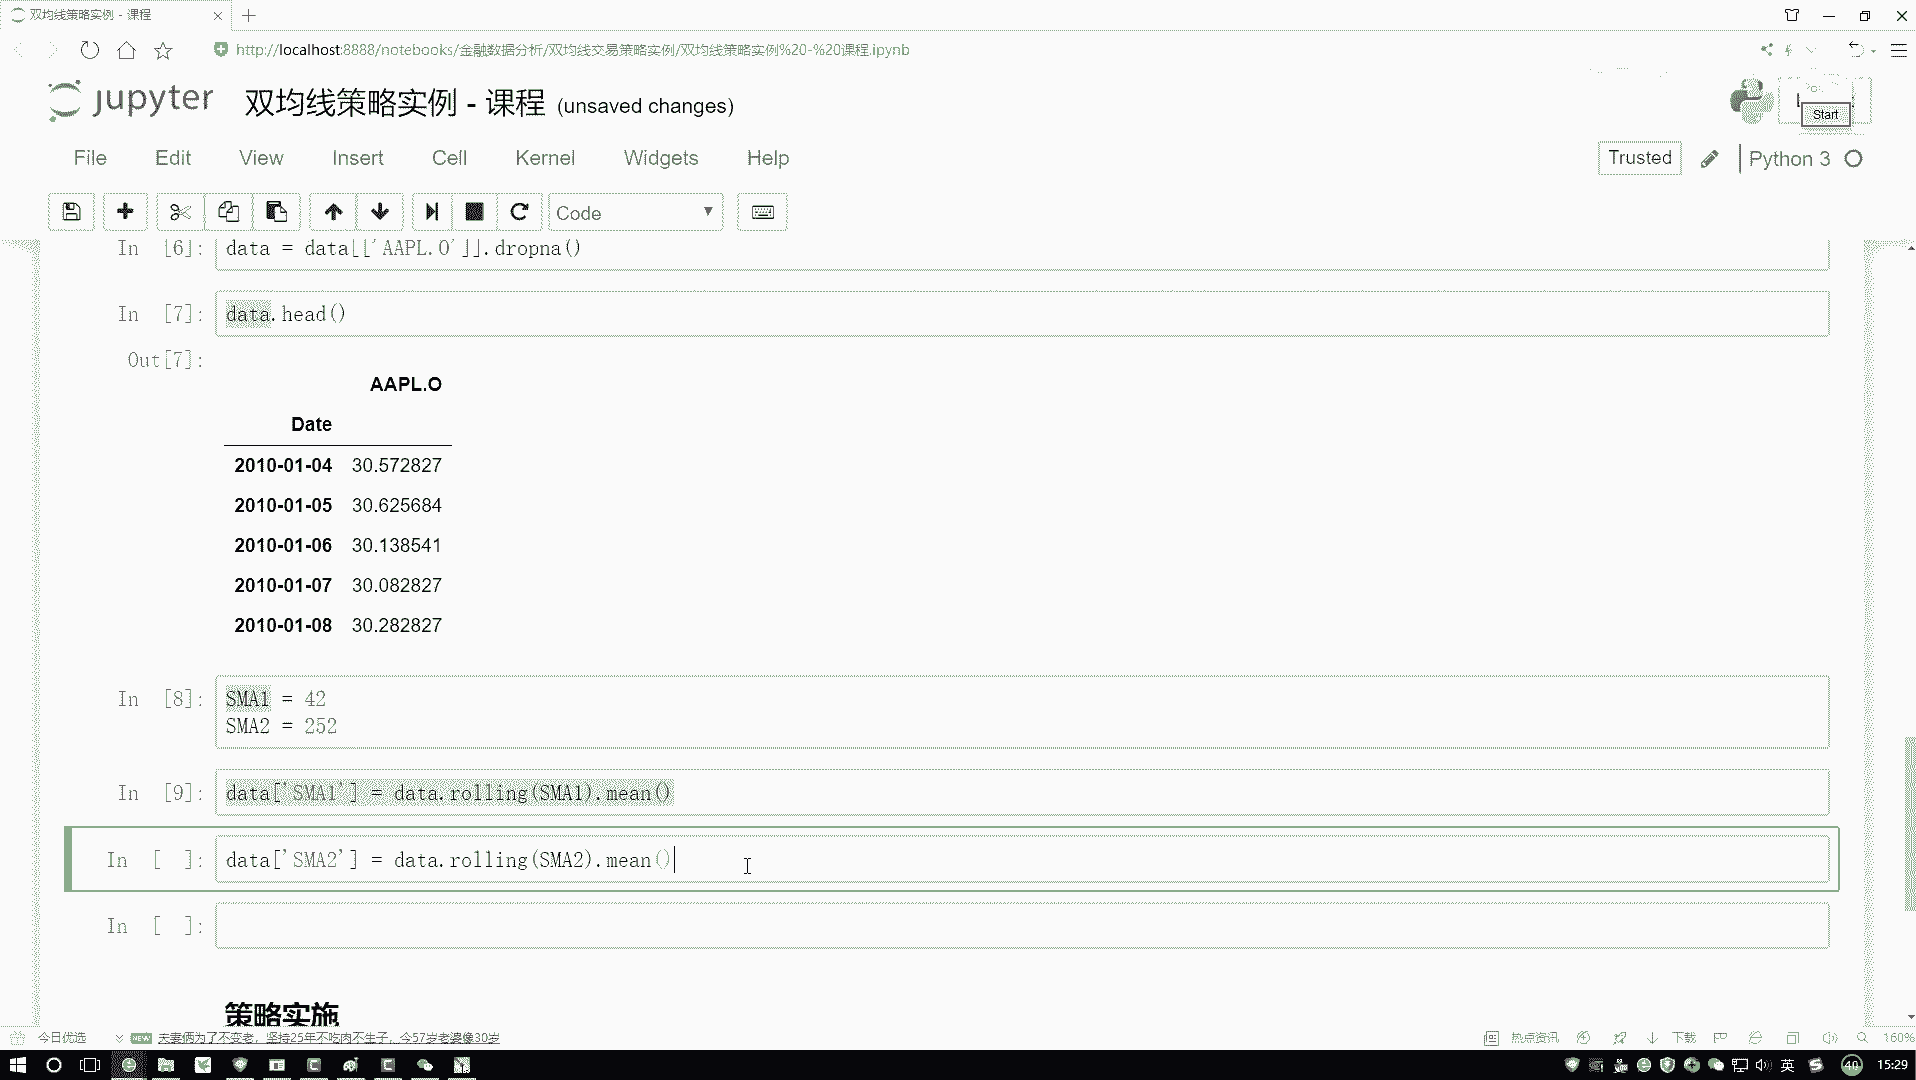 双均线策略实例 - 课程
http://localhost:8888/notebooks/金融数据分析/双均线交易策略实例/双均线策略实例%20-%20课程.ipynb
jupyter 双均线策略实例 - 课程 (unsaved changes)
Start
File Edit View Insert Cell Kernel Widgets Help
Trusted Python 3
Code
In [6]: data = data[['AAPL.O']].dropna()
In [7]: data.head()
Out[7]:
AAPL.O
Date
2010-01-04 30.572827
2010-01-05 30.625684
2010-01-06 30.138541
2010-01-07 30.082827
2010-01-08 30.282827
In [8]: SMA1 = 42
SMA2 = 252
In [9]: data['SMA1'] = data.rolling(SMA1).mean()
In [ ]: data['SMA2'] = data.rolling(SMA2).mean()
In [ ]:
策略实施
今日优选 NEW 夫妻俩为了不变老，坚持25年不吃肉不生子，今57岁老婆像30岁
热点资讯 下载 160%
英 40 15:29